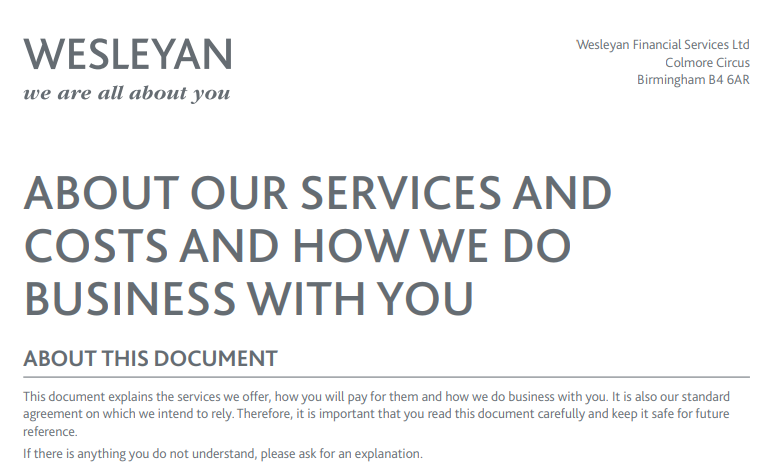 WESLEYAN
we are all about you
Wesleyan Financial Services Ltd
Colmore Circus
Birmingham B4 6AR
ABOUT OUR SERVICES AND
COSTS AND HOW WE DO
BUSINESS WITH YOU
ABOUT THIS DOCUMENT
This document explains the services we offer, how you will pay for them and how we do business with you. It is also our standard
agreement on which we intend to rely. Therefore, it is important that you read this document carefully and keep it safe for future
reference.
If there is anything you do not understand, please ask for an explanation.